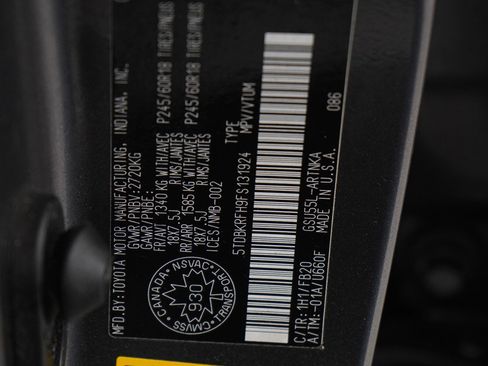 MFD. BY: TOYOTA MOTOR MANUFACTURING, INDIANA, INC.
GVWR/PNBV: 2720KG
GAWR/PNBE:
FR/AVT 1340 KG WITH/AVEC P245/60R18 TIRES/PNEUS
18X7.5J RIMS/JANTES
RR/ARR 1585 KG WITH/AVEC P245/60R18 TIRES/PNEUS
18X7.5J RIMS/JANTES
ICES/NMB-002
CANADA NSVAC TRANSPORT CMVSS
930
5TDBKRFH9FS131924
TYPE
MPV/VTUM
086
C/TR: 1H1/FB20 GSU55L-ARTNKA
A/TM: -01A/U660F MADE IN U.S.A.